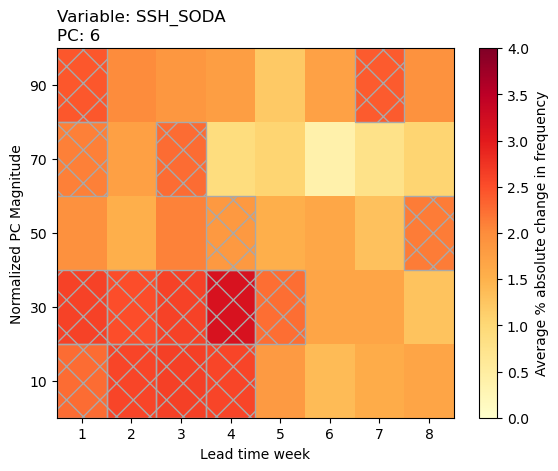 Variable: SSH_SODA
PC: 6
90
70
50
30
10
Normalized PC Magnitude
1 2 3 4 5 6 7 8
Lead time week
4.0
3.5
3.0
2.5
2.0
1.5
1.0
0.5
0.0
Average % absolute change in frequency